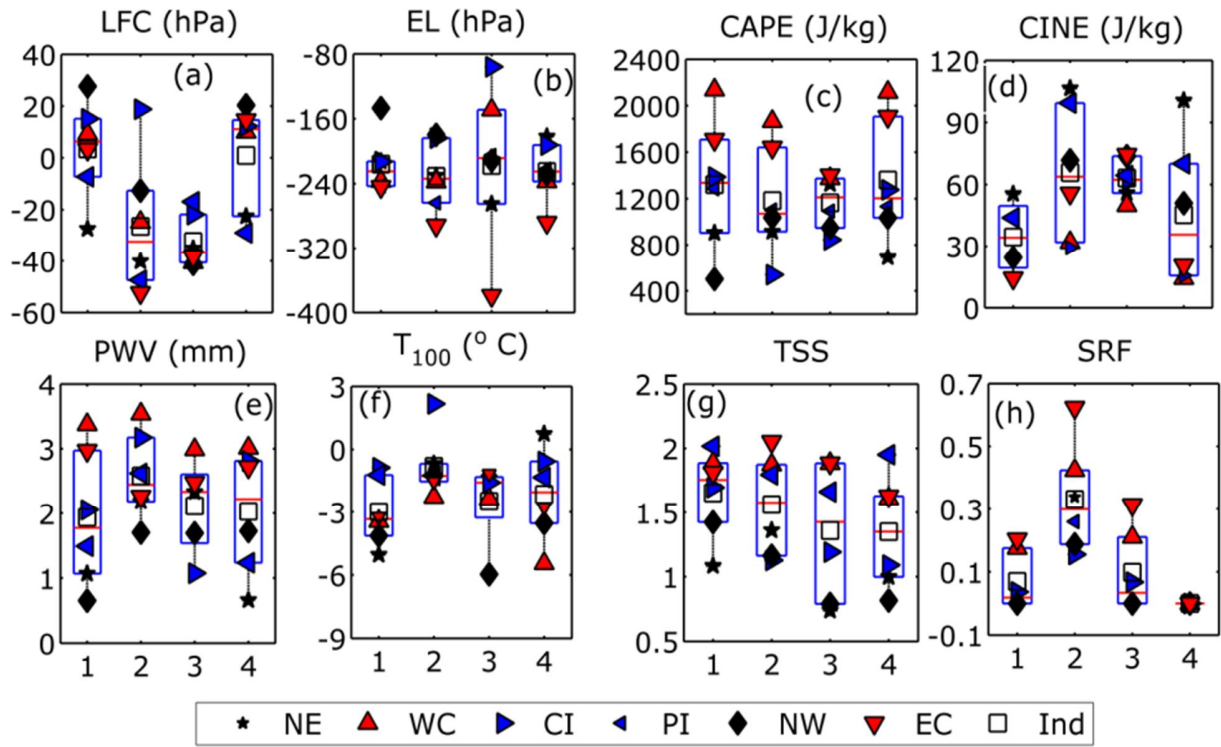 LFC (hPa) EL (hPa) CAPE (J/kg) CINE (J/kg)
40 20 0 -20 -40 -60
(a)
-80 -160 -240 -320 -400
(b)
2400 2000 1600 1200 800 400
(c)
120 90 60 30 0
(d)
PWV (mm) T100 (° C) TSS SRF
4 3 2 1 0
(e)
3 0 -3 -6 -9
(f)
2.5 2 1.5 1 0.5
(g)
0.7 0.5 0.3 0.1 -0.1
(h)
1 2 3 4 1 2 3 4 1 2 3 4 1 2 3 4
NE WC CI PI NW EC Ind